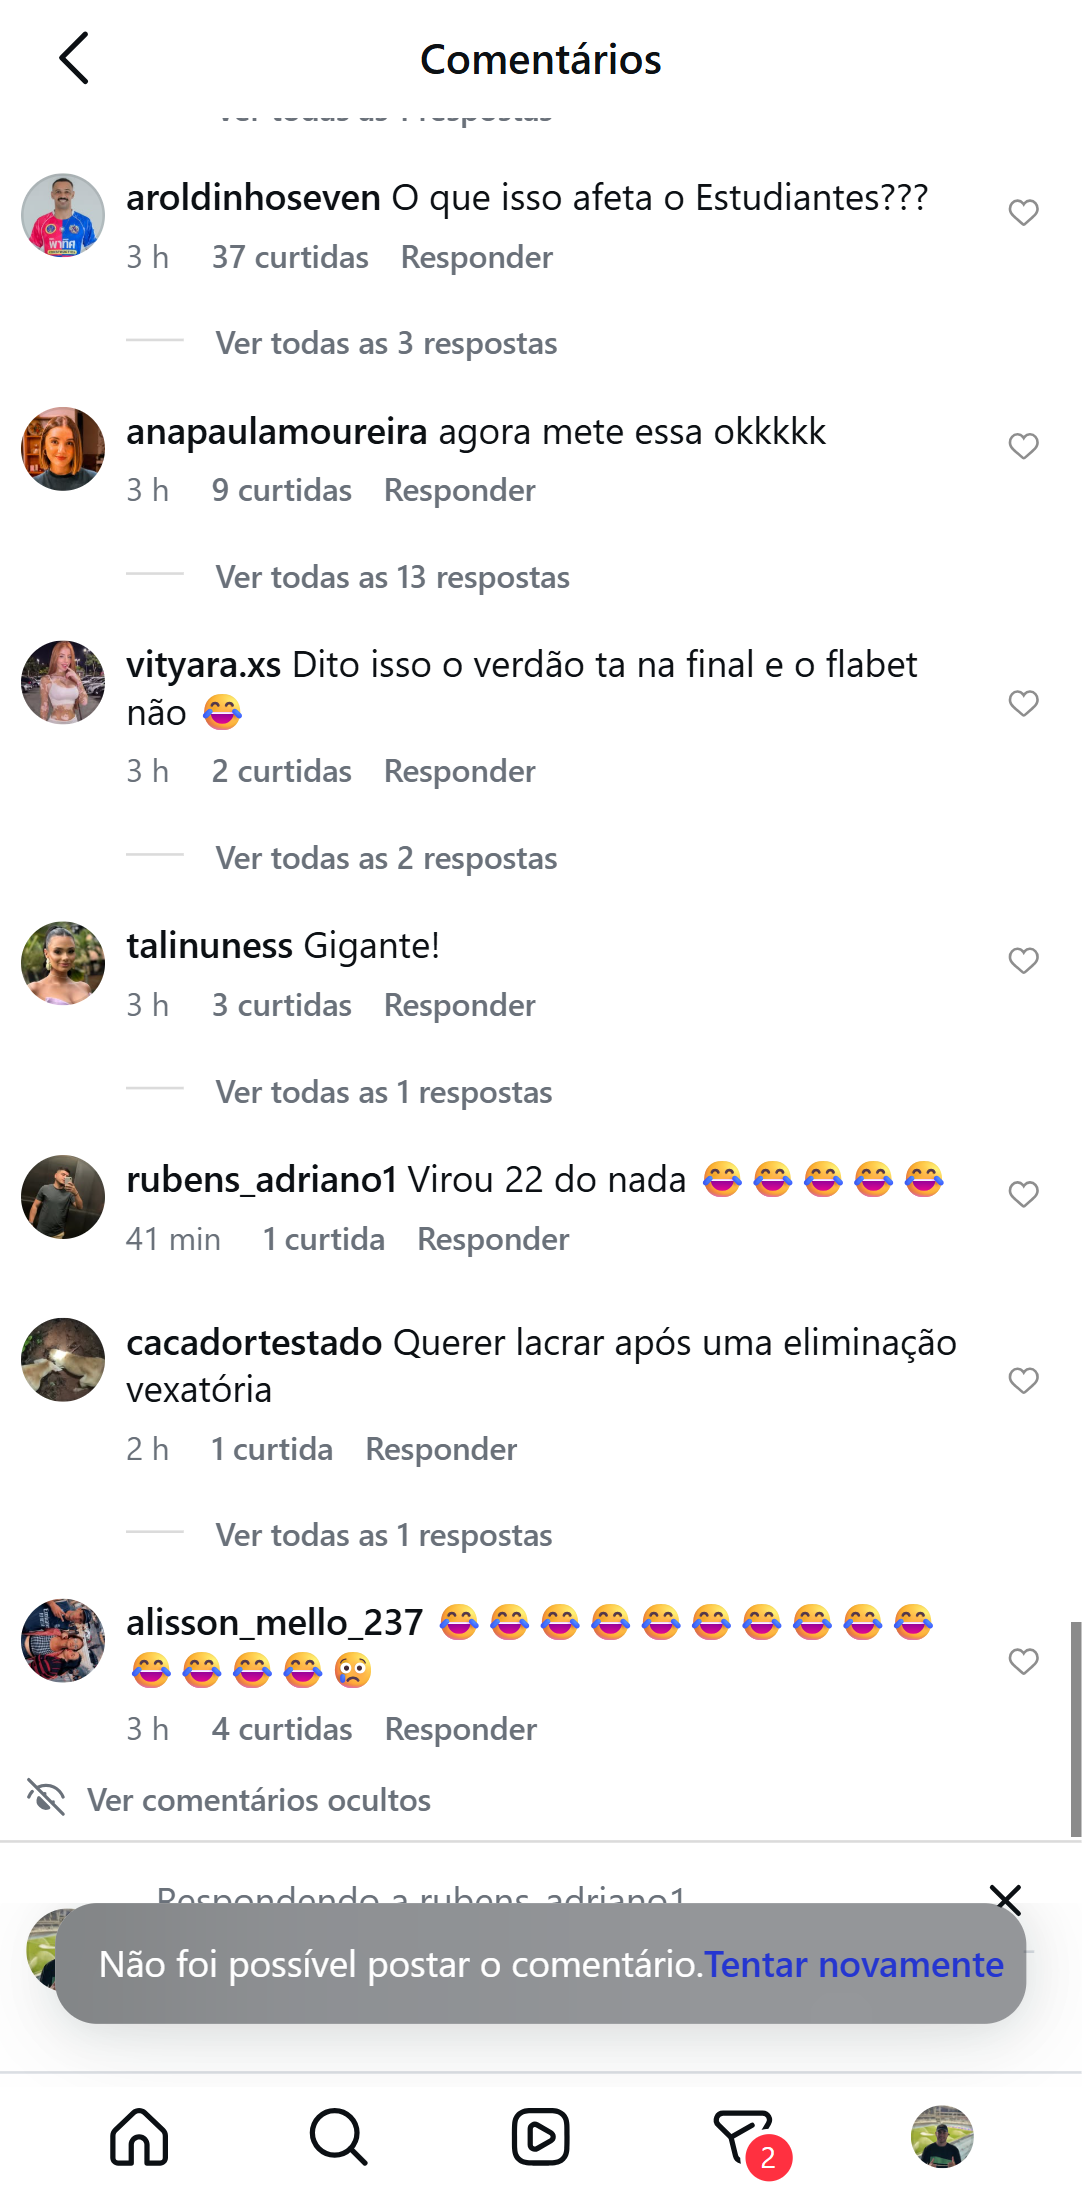 Comentários
Ver todas as 1 respostas
aroldinhoseven O que isso afeta o Estudiantes???
3 h 37 curtidas Responder
Ver todas as 3 respostas
anapaulamoureira agora mete essa okkkkk
3 h 9 curtidas Responder
Ver todas as 13 respostas
vityara.xs Dito isso o verdão ta na final e o flabet
não 😂
3 h 2 curtidas Responder
Ver todas as 2 respostas
talinuness Gigante!
3 h 3 curtidas Responder
Ver todas as 1 respostas
rubens_adriano1 Virou 22 do nada 😂😂😂😂😂
41 min 1 curtida Responder
cacadortestado Querer lacrar após uma eliminação
vexatória
2 h 1 curtida Responder
Ver todas as 1 respostas
alisson_mello_237 😂😂😂😂😂😂😂😂😂😂
😂😂😂😂😢
3 h 4 curtidas Responder
Ver comentários ocultos
Respondendo a rubens_adriano1
Não foi possível postar o comentário.Tentar novamente
2